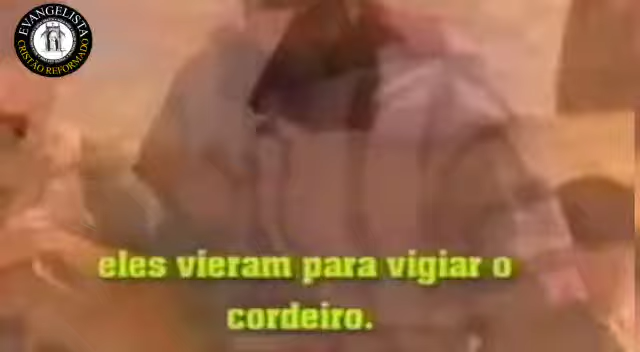 EVANGELISTA
CRISTÃO REFORMADO
eles vieram para vigiar o
cordeiro.